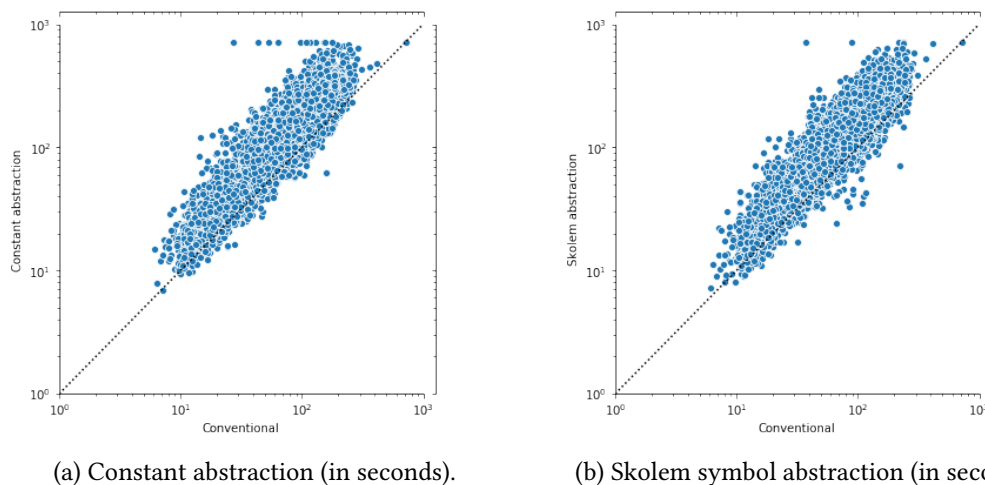 10³
10²
10¹
10⁰
Constant abstraction
10⁰ 10¹ 10² 10³
Conventional
(a) Constant abstraction (in seconds).
10³
10²
10¹
10⁰
Skolem abstraction
10⁰ 10¹ 10² 10³
Conventional
(b) Skolem symbol abstraction (in